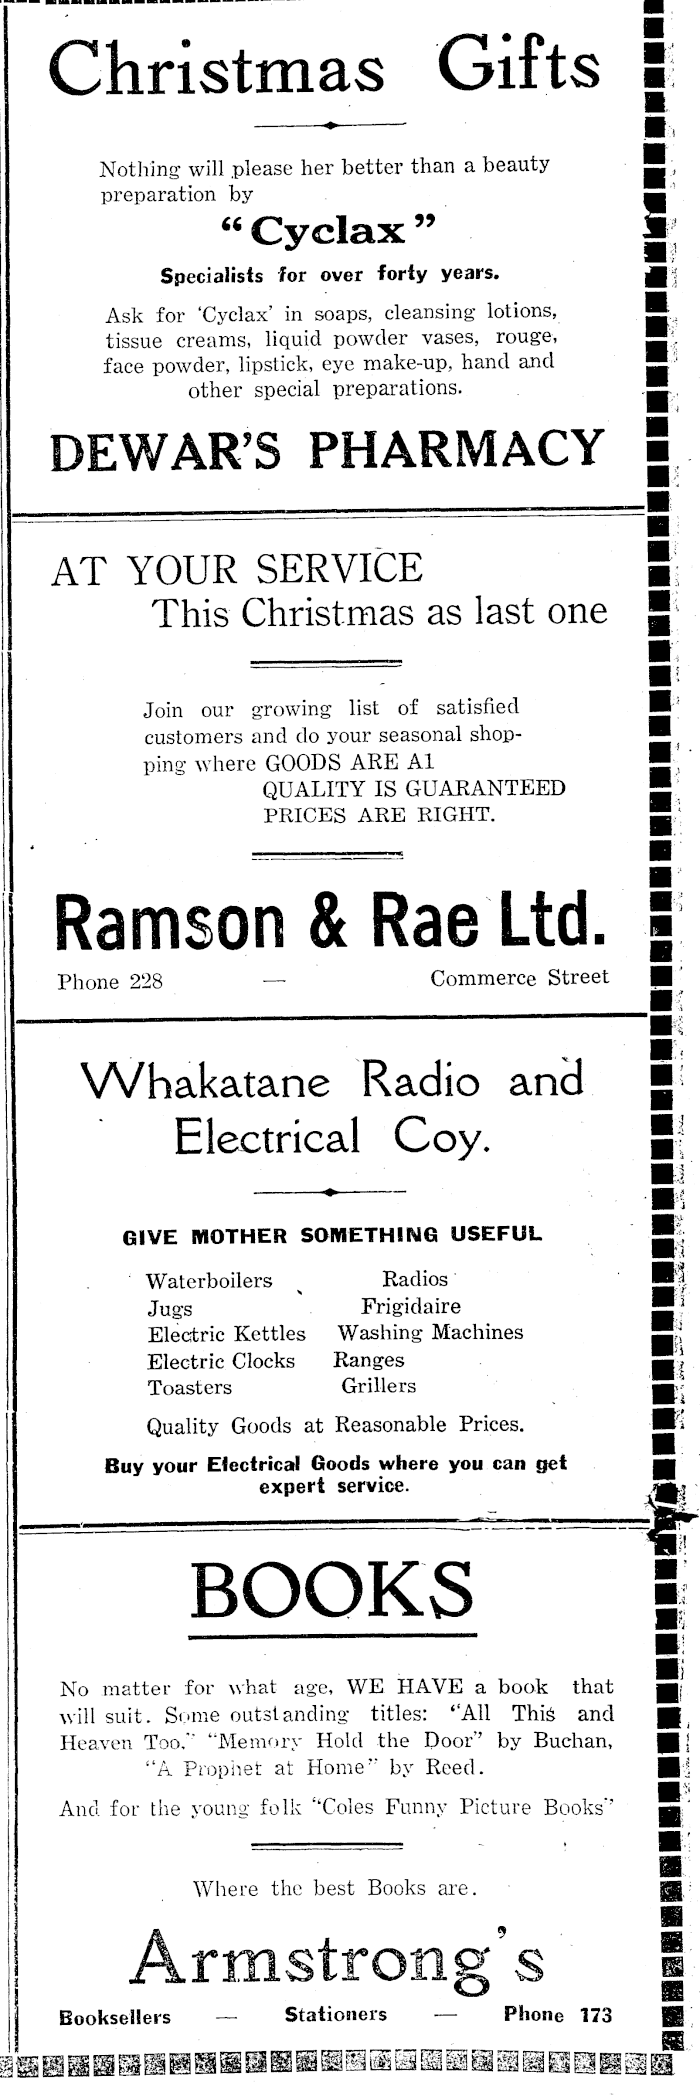 Christmas Gifts
Nothing will please her better than a beauty
preparation by
“Cyclax”
Specialists for over forty years.
Ask for ‘Cyclax’ in soaps, cleansing lotions,
tissue creams, liquid powder vases, rouge,
face powder, lipstick, eye make-up, hand and
other special preparations.
DEWAR'S PHARMACY
AT YOUR SERVICE
This Christmas as last one
Join our growing list of satisfied
customers and do your seasonal shop-
ping where GOODS ARE A1
QUALITY IS GUARANTEED
PRICES ARE RIGHT.
Ramson & Rae Ltd.
Phone 228 — Commerce Street
Whakatane Radio and
Electrical Coy.
GIVE MOTHER SOMETHING USEFUL
Waterboilers Radios
Jugs Frigidaire
Electric Kettles Washing Machines
Electric Clocks Ranges
Toasters Grillers
Quality Goods at Reasonable Prices.
Buy your Electrical Goods where you can get
expert service.
BOOKS
No matter for what age, WE HAVE a book that
will suit. Some outstanding titles: “All This and
Heaven Too.” “Memory Hold the Door” by Buchan,
“A Prophet at Home” by Reed.
And for the young folk “Coles Funny Picture Books”
Where the best Books are.
Armstrong's
Booksellers — Stationers — Phone 173